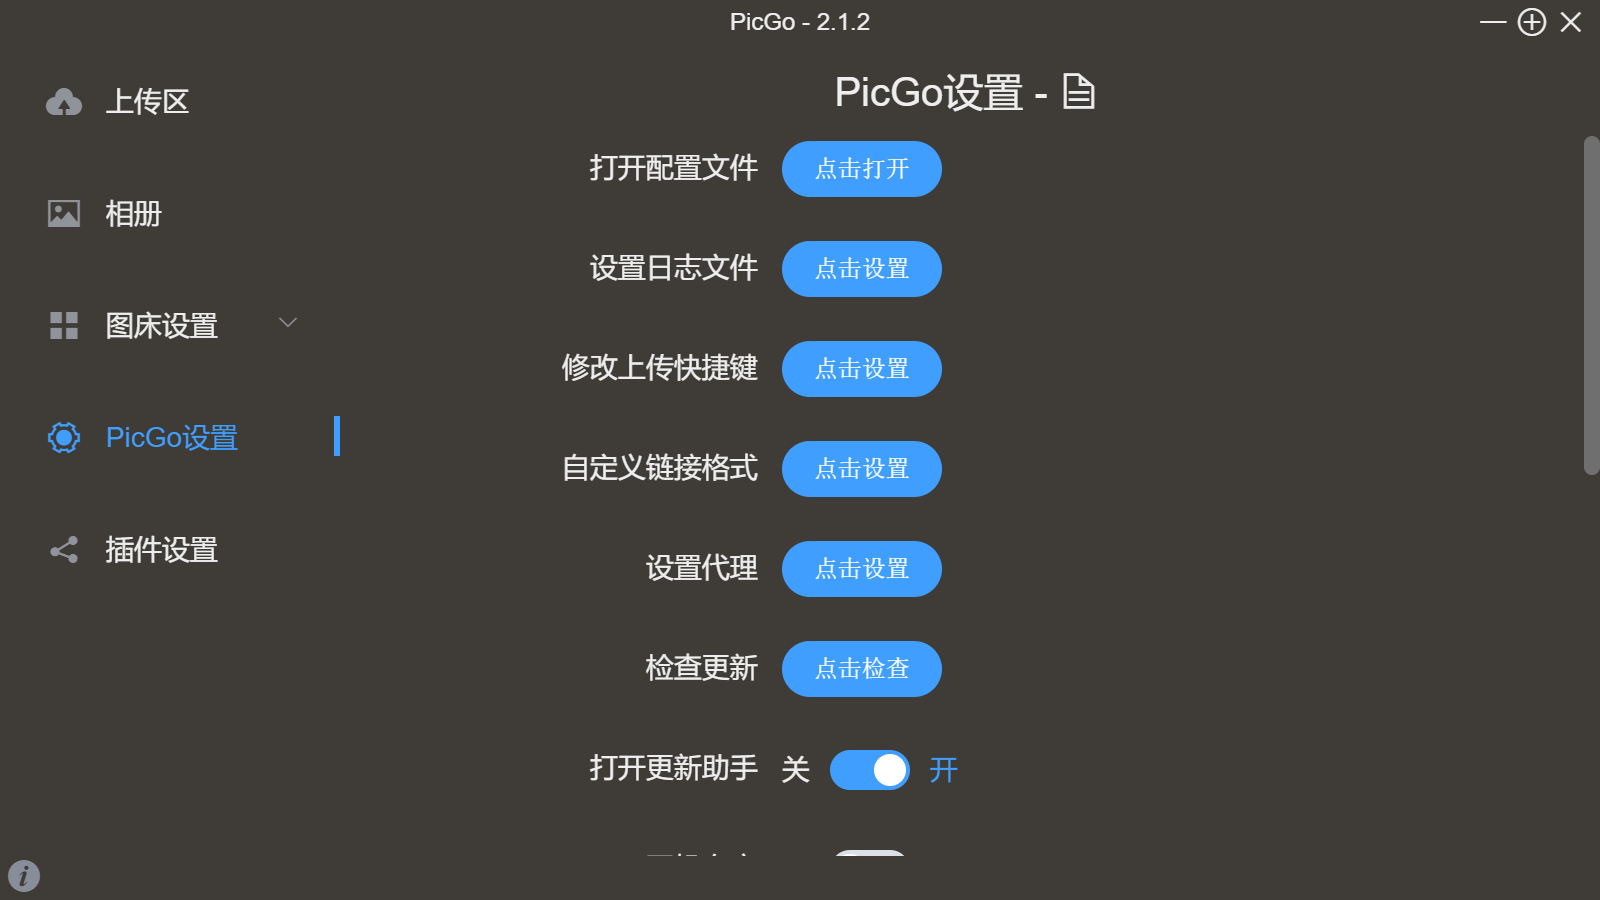 PicGo - 2.1.2
上传区
相册
图床设置
PicGo设置
插件设置
PicGo设置 -
打开配置文件 点击打开
设置日志文件 点击设置
修改上传快捷键 点击设置
自定义链接格式 点击设置
设置代理 点击设置
检查更新 点击检查
打开更新助手 关 开